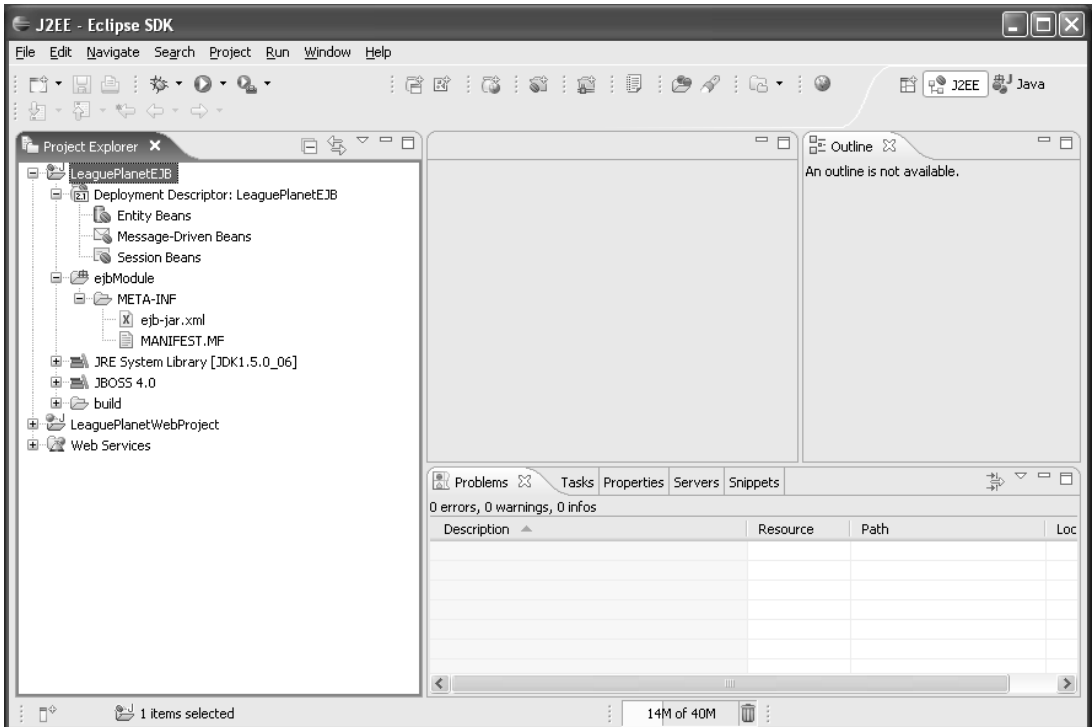 J2EE - Eclipse SDK
File Edit Navigate Search Project Run Window Help
J2EE Java
Project Explorer
LeaguePlanetEJB
2.1 Deployment Descriptor: LeaguePlanetEJB
Entity Beans
Message-Driven Beans
Session Beans
ejbModule
META-INF
ejb-jar.xml
MANIFEST.MF
JRE System Library [JDK1.5.0_06]
JBOSS 4.0
build
LeaguePlanetWebProject
Web Services
Outline
An outline is not available.
Problems Tasks Properties Servers Snippets
0 errors, 0 warnings, 0 infos
Description Resource Path Loc
1 items selected
14M of 40M